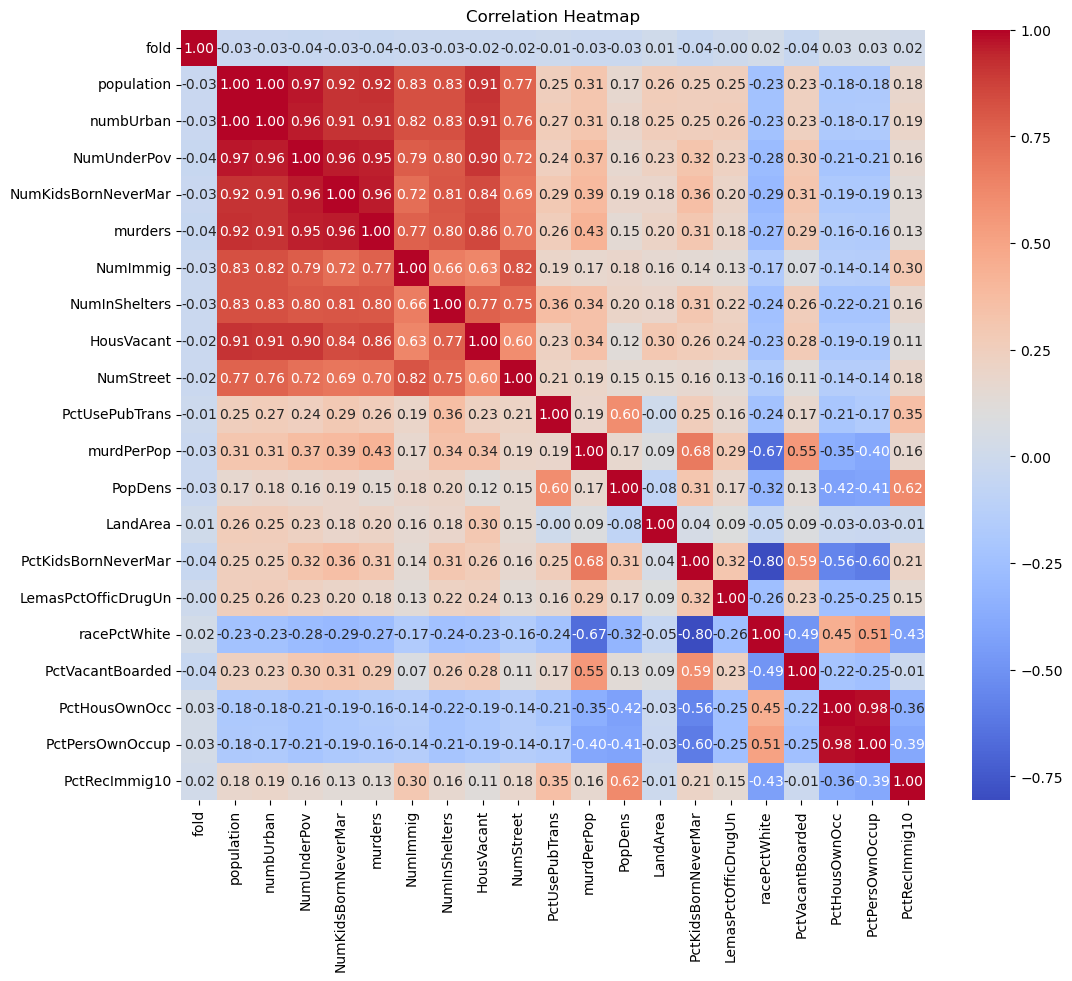 Correlation Heatmap
fold 1.00 -0.03 -0.03 -0.04 -0.03 -0.04 -0.03 -0.03 -0.02 -0.02 -0.01 -0.03 -0.03 0.01 -0.04 -0.00 0.02 -0.04 0.03 0.03 0.02
population -0.03 1.00 1.00 0.97 0.92 0.92 0.83 0.83 0.91 0.77 0.25 0.31 0.17 0.26 0.25 0.25 -0.23 0.23 -0.18 -0.18 0.18
numbUrban -0.03 1.00 1.00 0.96 0.91 0.91 0.82 0.83 0.91 0.76 0.27 0.31 0.18 0.25 0.25 0.26 -0.23 0.23 -0.18 -0.17 0.19
NumUnderPov -0.04 0.97 0.96 1.00 0.96 0.95 0.79 0.80 0.90 0.72 0.24 0.37 0.16 0.23 0.32 0.23 -0.28 0.30 -0.21 -0.21 0.16
NumKidsBornNeverMar -0.03 0.92 0.91 0.96 1.00 0.96 0.72 0.81 0.84 0.69 0.29 0.39 0.19 0.18 0.36 0.20 -0.29 0.31 -0.19 -0.19 0.13
murders -0.04 0.92 0.91 0.95 0.96 1.00 0.77 0.80 0.86 0.70 0.26 0.43 0.15 0.20 0.31 0.18 -0.27 0.29 -0.16 -0.16 0.13
NumImmig -0.03 0.83 0.82 0.79 0.72 0.77 1.00 0.66 0.63 0.82 0.19 0.17 0.18 0.16 0.14 0.13 -0.17 0.07 -0.14 -0.14 0.30
NumInShelters -0.03 0.83 0.83 0.80 0.81 0.80 0.66 1.00 0.77 0.75 0.36 0.34 0.20 0.18 0.31 0.22 -0.24 0.26 -0.22 -0.21 0.16
HousVacant -0.02 0.91 0.91 0.90 0.84 0.86 0.63 0.77 1.00 0.60 0.23 0.34 0.12 0.30 0.26 0.24 -0.23 0.28 -0.19 -0.19 0.11
NumStreet -0.02 0.77 0.76 0.72 0.69 0.70 0.82 0.75 0.60 1.00 0.21 0.19 0.15 0.15 0.16 0.13 -0.16 0.11 -0.14 -0.14 0.18
PctUsePubTrans -0.01 0.25 0.27 0.24 0.29 0.26 0.19 0.36 0.23 0.21 1.00 0.19 0.60 -0.00 0.25 0.16 -0.24 0.17 -0.21 -0.17 0.35
murdPerPop -0.03 0.31 0.31 0.37 0.39 0.43 0.17 0.34 0.34 0.19 0.19 1.00 0.17 0.09 0.68 0.29 -0.67 0.55 -0.35 -0.40 0.16
PopDens -0.03 0.17 0.18 0.16 0.19 0.15 0.18 0.20 0.12 0.15 0.60 0.17 1.00 -0.08 0.31 0.17 -0.32 0.13 -0.42 -0.41 0.62
LandArea 0.01 0.26 0.25 0.23 0.18 0.20 0.16 0.18 0.30 0.15 -0.00 0.09 -0.08 1.00 0.04 0.09 -0.05 0.09 -0.03 -0.03 -0.01
PctKidsBornNeverMar -0.04 0.25 0.25 0.32 0.36 0.31 0.14 0.31 0.26 0.16 0.25 0.68 0.31 0.04 1.00 0.32 -0.80 0.59 -0.56 -0.60 0.21
LemasPctOfficDrugUn -0.00 0.25 0.26 0.23 0.20 0.18 0.13 0.22 0.24 0.13 0.16 0.29 0.17 0.09 0.32 1.00 -0.26 0.23 -0.25 -0.25 0.15
racePctWhite 0.02 -0.23 -0.23 -0.28 -0.29 -0.27 -0.17 -0.24 -0.23 -0.16 -0.24 -0.67 -0.32 -0.05 -0.80 -0.26 1.00 -0.49 0.45 0.51 -0.43
PctVacantBoarded -0.04 0.23 0.23 0.30 0.31 0.29 0.07 0.26 0.28 0.11 0.17 0.55 0.13 0.09 0.59 0.23 -0.49 1.00 -0.22 -0.25 -0.01
PctHousOwnOcc 0.03 -0.18 -0.18 -0.21 -0.19 -0.16 -0.14 -0.22 -0.19 -0.14 -0.21 -0.35 -0.42 -0.03 -0.56 -0.25 0.45 -0.22 1.00 0.98 -0.36
PctPersOwnOccup 0.03 -0.18 -0.17 -0.21 -0.19 -0.16 -0.14 -0.21 -0.19 -0.14 -0.17 -0.40 -0.41 -0.03 -0.60 -0.25 0.51 -0.25 0.98 1.00 -0.39
PctRecImmig10 0.02 0.18 0.19 0.16 0.13 0.13 0.30 0.16 0.11 0.18 0.35 0.16 0.62 -0.01 0.21 0.15 -0.43 -0.01 -0.36 -0.39 1.00
fold
population
numbUrban
NumUnderPov
NumKidsBornNeverMar
murders
NumImmig
NumInShelters
HousVacant
NumStreet
PctUsePubTrans
murdPerPop
PopDens
LandArea
PctKidsBornNeverMar
LemasPctOfficDrugUn
racePctWhite
PctVacantBoarded
PctHousOwnOcc
PctPersOwnOccup
PctRecImmig10
1.00
0.75
0.50
0.25
0.00
−0.25
−0.50
−0.75